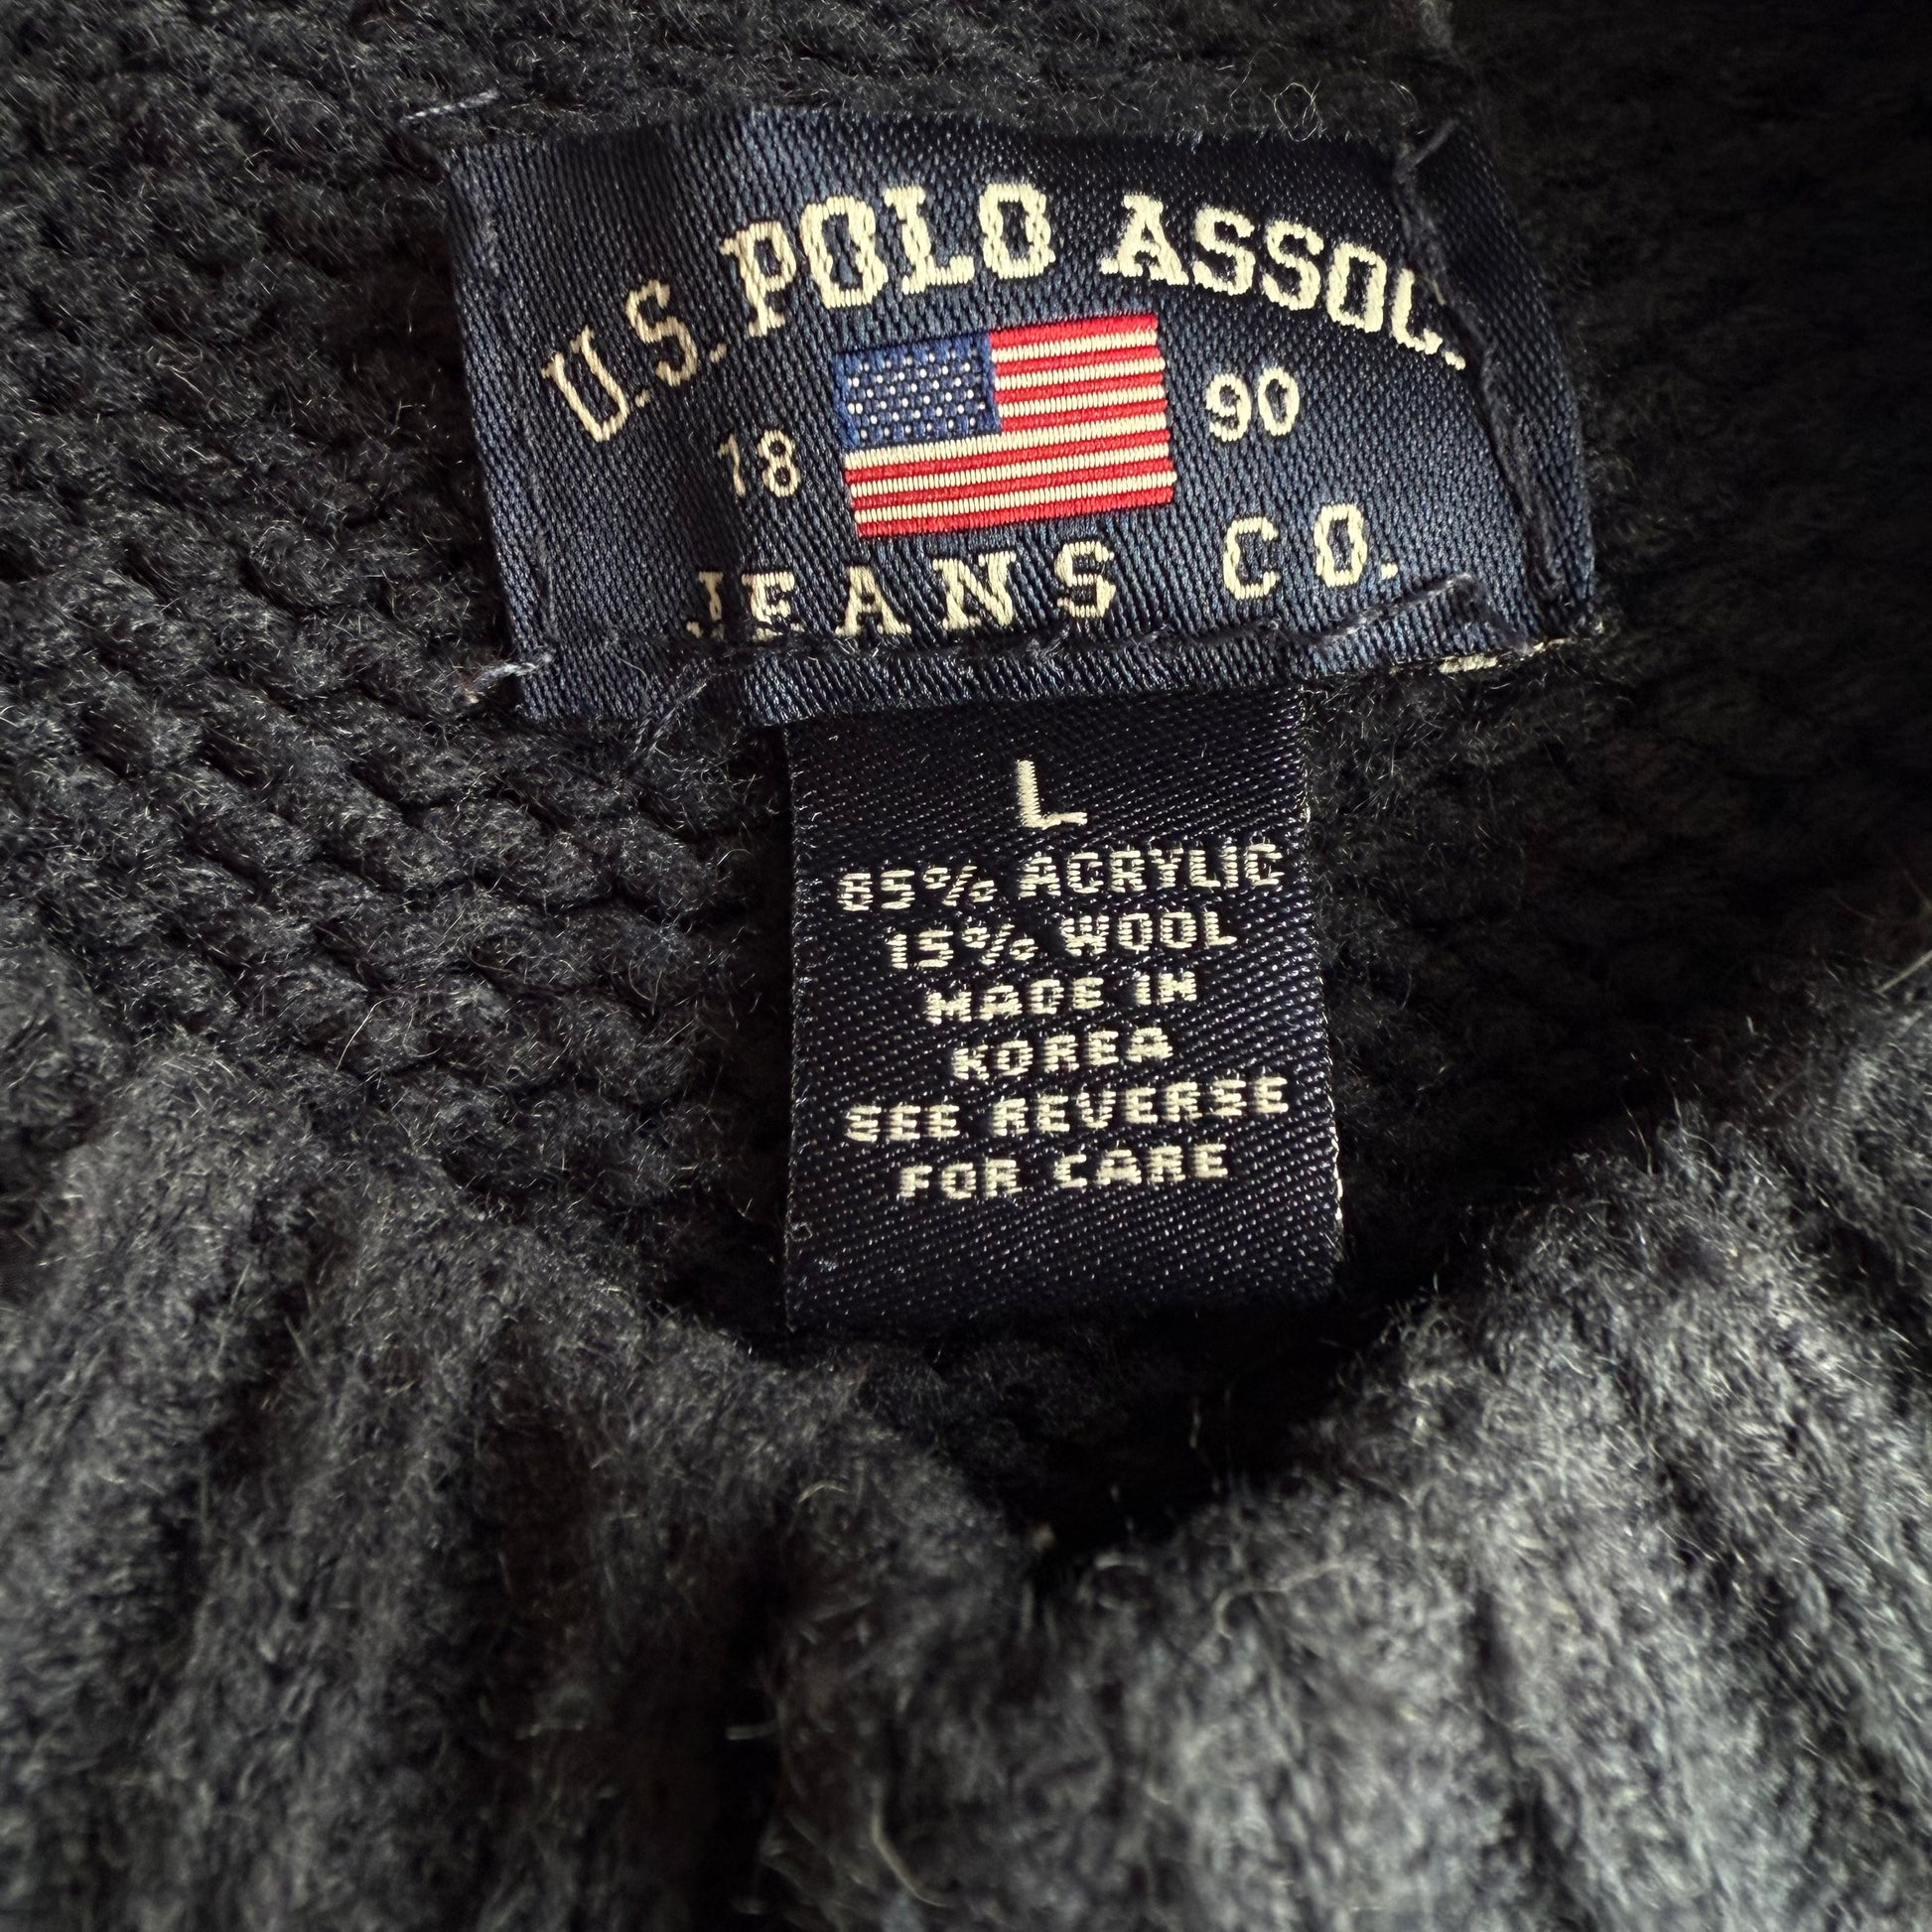 U.S. POLO ASSOC.
18 90
JEANS CO.
L
85% ACRYLIC
15% WOOL
MADE IN
KOREA
SEE REVERSE
FOR CARE